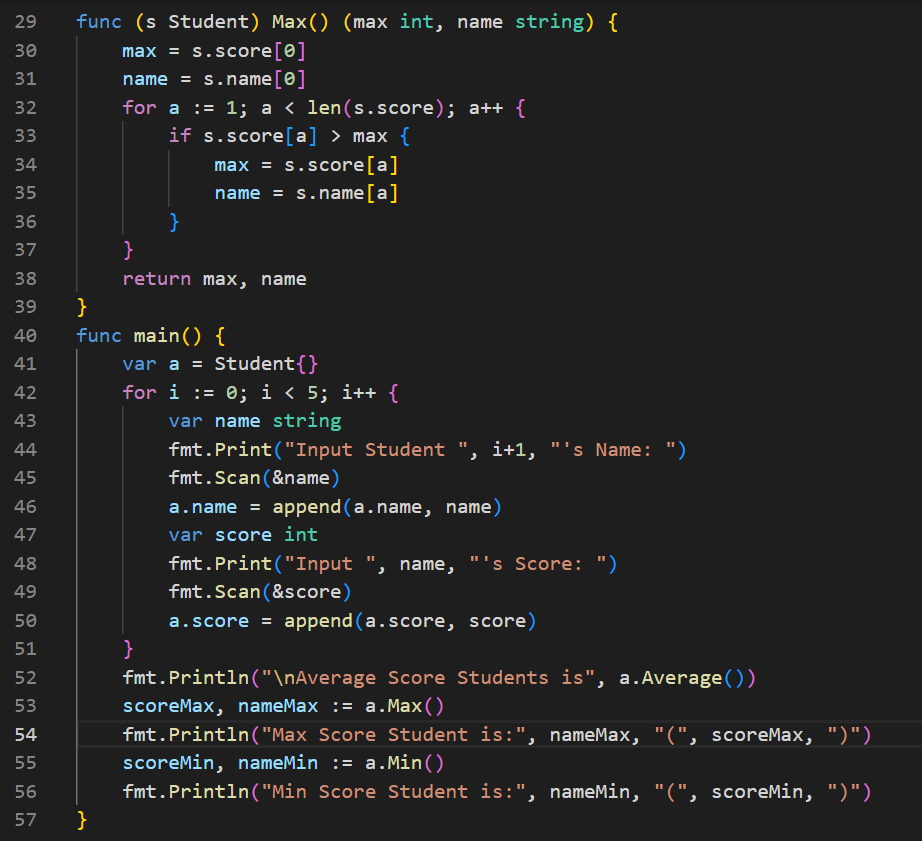 29 func (s Student) Max() (max int, name string) {
30     max = s.score[0]
31     name = s.name[0]
32     for a := 1; a < len(s.score); a++ {
33         if s.score[a] > max {
34             max = s.score[a]
35             name = s.name[a]
36         }
37     }
38     return max, name
39 }
40 func main() {
41     var a = Student{}
42     for i := 0; i < 5; i++ {
43         var name string
44         fmt.Print("Input Student ", i+1, "'s Name: ")
45         fmt.Scan(&name)
46         a.name = append(a.name, name)
47         var score int
48         fmt.Print("Input ", name, "'s Score: ")
49         fmt.Scan(&score)
50         a.score = append(a.score, score)
51     }
52     fmt.Println("\nAverage Score Students is", a.Average())
53     scoreMax, nameMax := a.Max()
54     fmt.Println("Max Score Student is:", nameMax, "(", scoreMax, ")")
55     scoreMin, nameMin := a.Min()
56     fmt.Println("Min Score Student is:", nameMin, "(", scoreMin, ")")
57 }